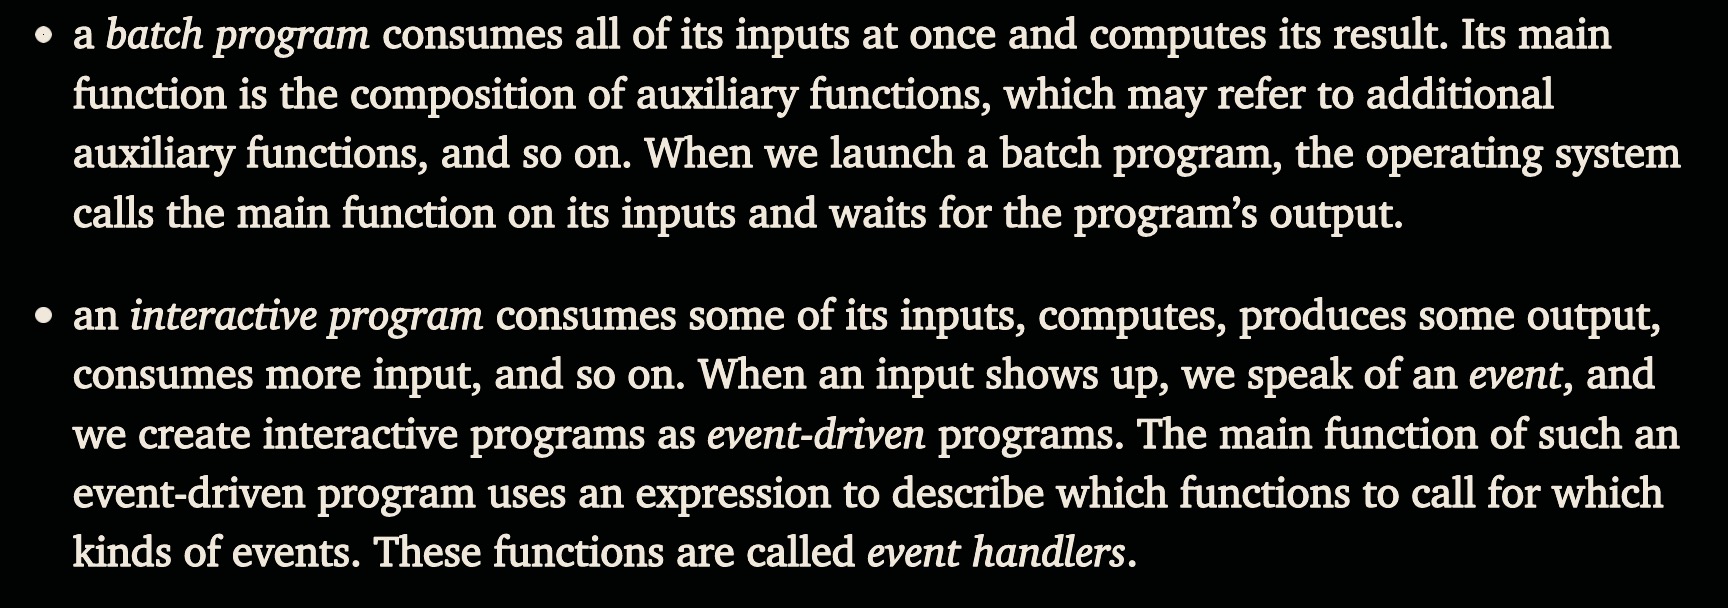 • a batch program consumes all of its inputs at once and computes its result. Its main
function is the composition of auxiliary functions, which may refer to additional
auxiliary functions, and so on. When we launch a batch program, the operating system
calls the main function on its inputs and waits for the program’s output.
• an interactive program consumes some of its inputs, computes, produces some output,
consumes more input, and so on. When an input shows up, we speak of an event, and
we create interactive programs as event-driven programs. The main function of such an
event-driven program uses an expression to describe which functions to call for which
kinds of events. These functions are called event handlers.